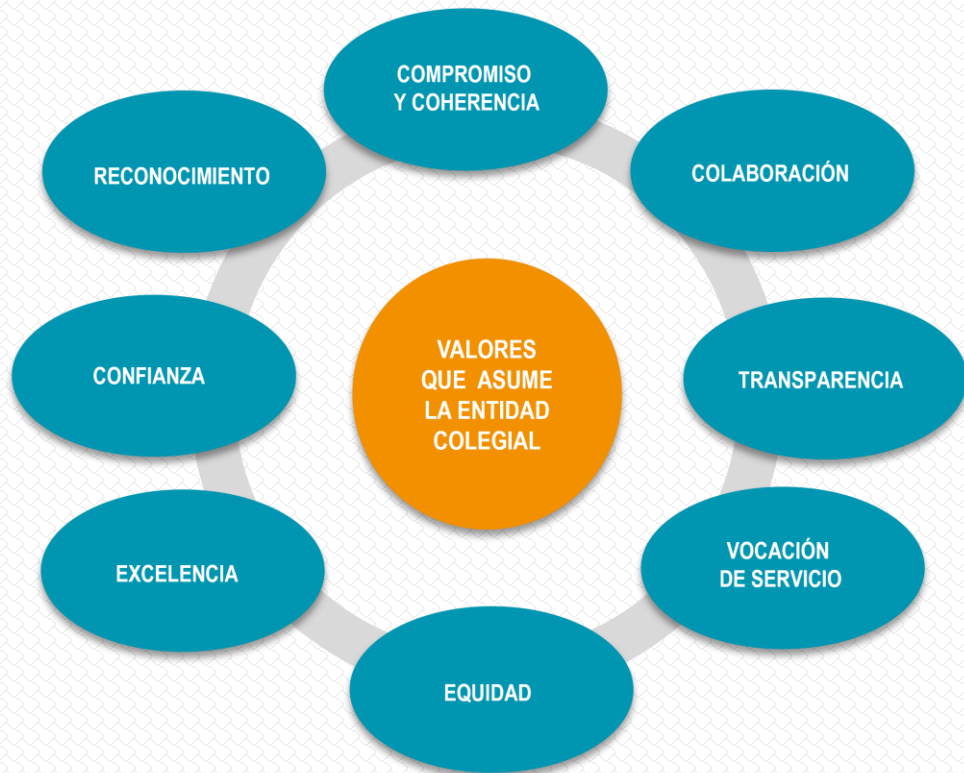 COMPROMISO
Y COHERENCIA
COLABORACIÓN
RECONOCIMIENTO
VALORES
QUE ASUME
LA ENTIDAD
COLEGIAL
CONFIANZA
TRANSPARENCIA
EXCELENCIA
VOCACIÓN
DE SERVICIO
EQUIDAD